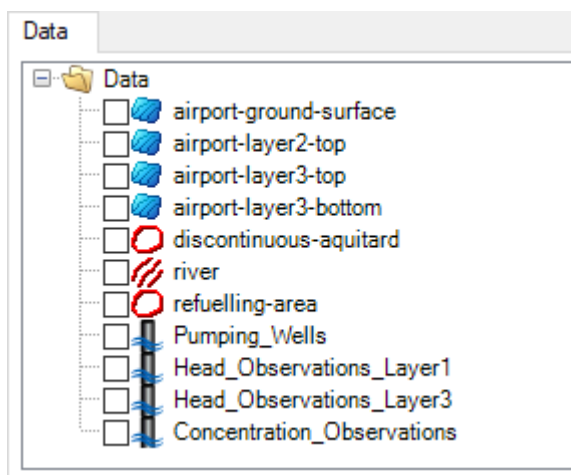 Data
Data
airport-ground-surface
airport-layer2-top
airport-layer3-top
airport-layer3-bottom
discontinuous-aquitard
river
refuelling-area
Pumping_Wells
Head_Observations_Layer1
Head_Observations_Layer3
Concentration_Observations